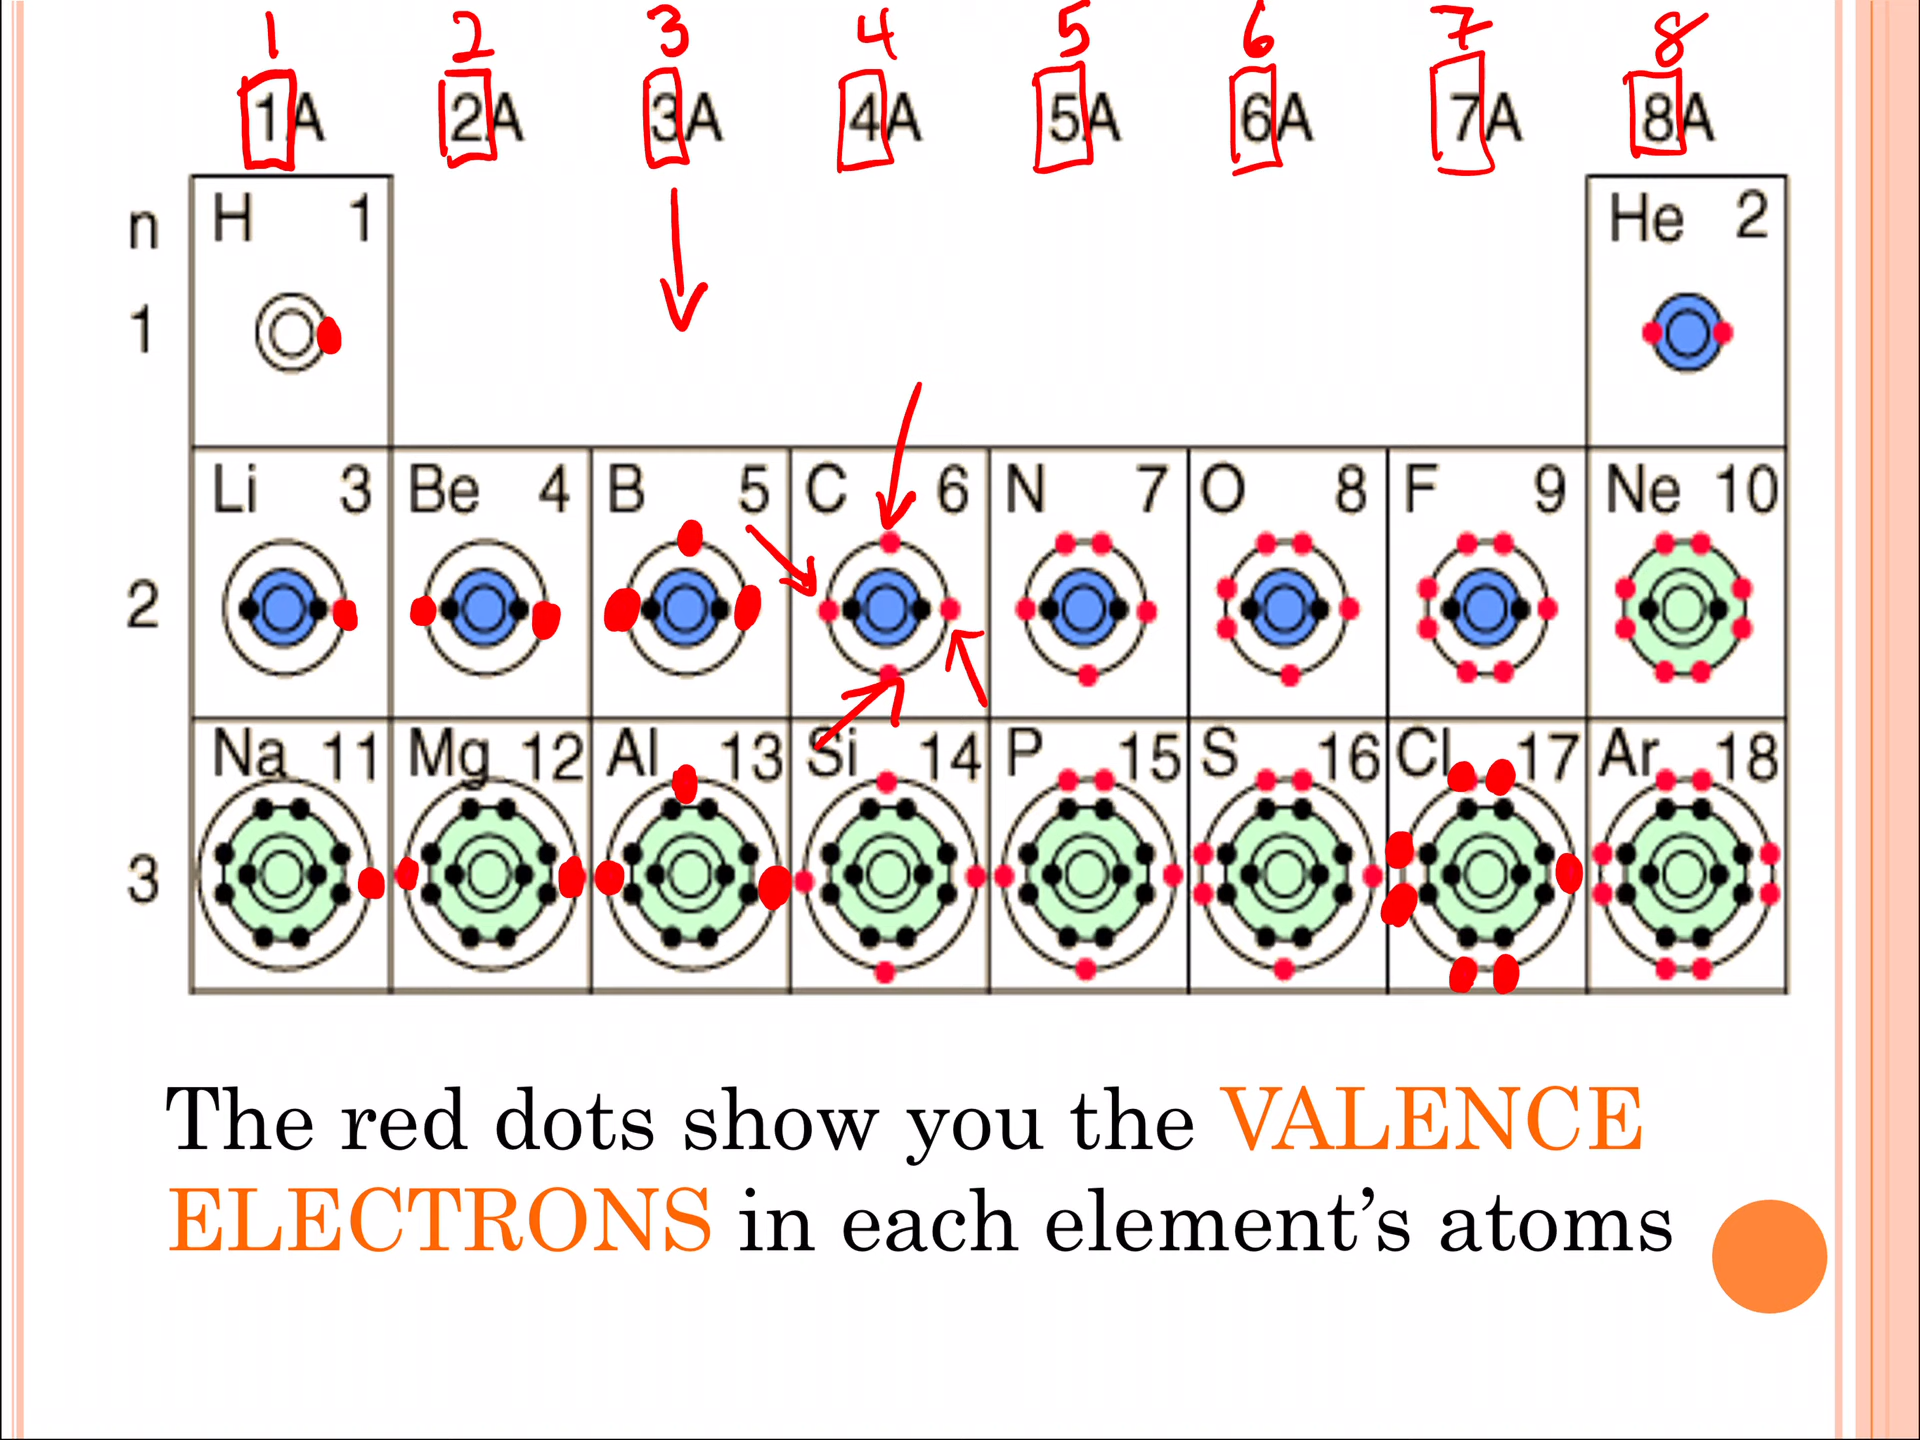 1 2 3 4 5 6 7 8
1A 2A 3A 4A 5A 6A 7A 8A
n H 1 He 2
1
Li 3 Be 4 B 5 C 6 N 7 O 8 F 9 Ne 10
2
Na 11 Mg 12 Al 13 Si 14 P 15 S 16 Cl 17 Ar 18
3
The red dots show you the VALENCE
ELECTRONS in each element’s atoms